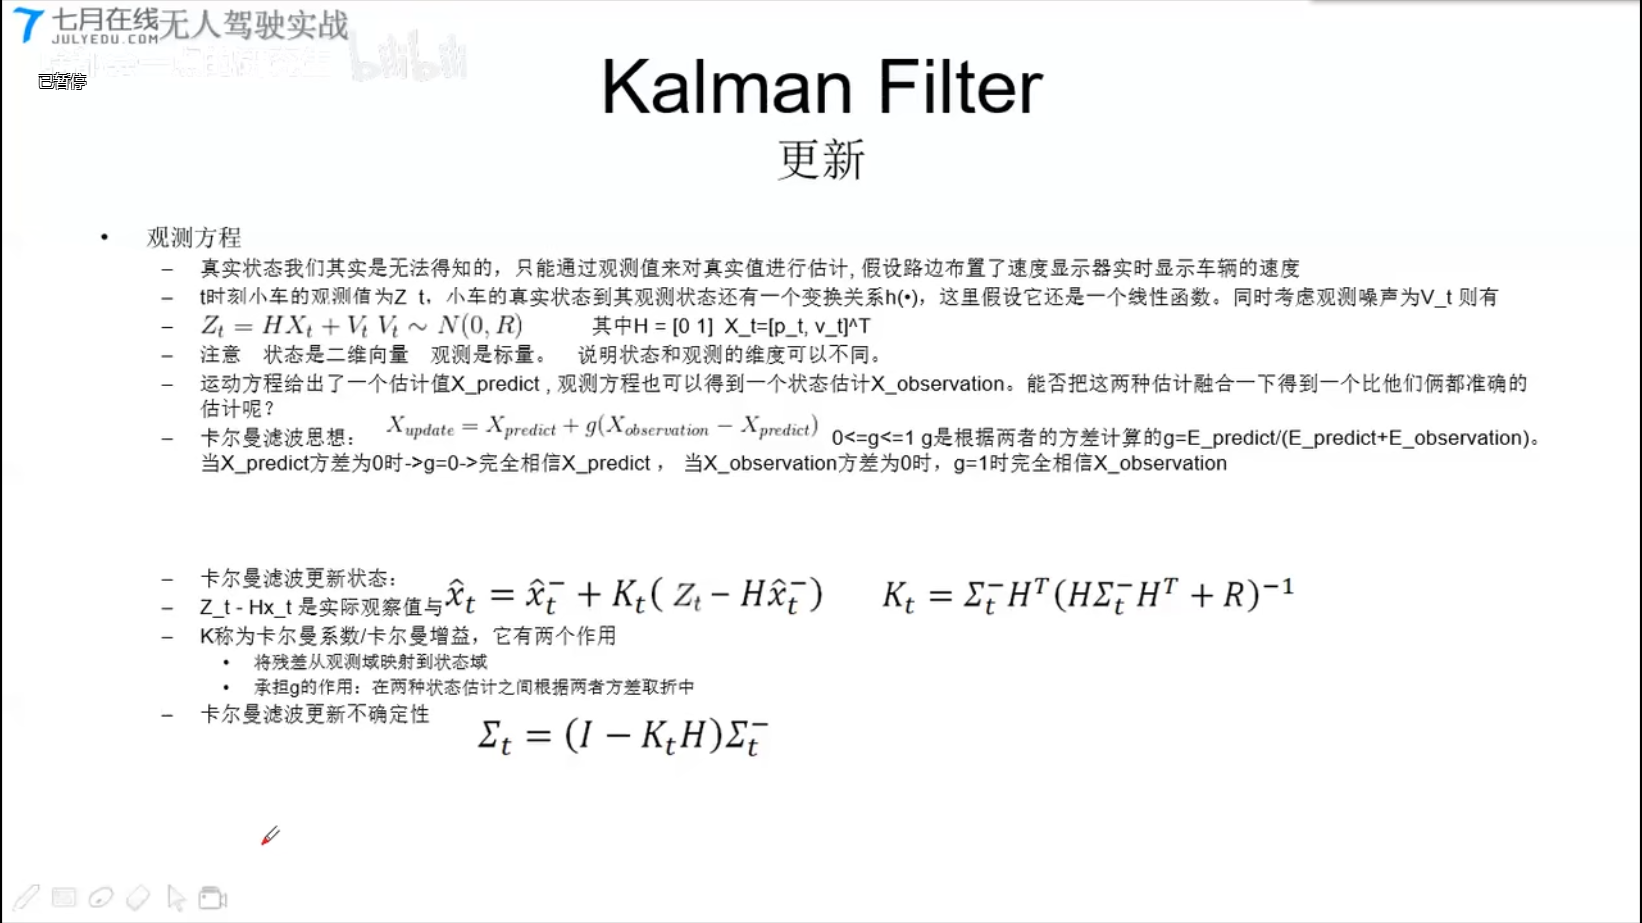 七月在线
JULYEDU.COM
无人驾驶实战
bilibili
已暂停
Kalman Filter
更新
• 观测方程
– 真实状态我们其实是无法得知的，只能通过观测值来对真实值进行估计, 假设路边布置了速度显示器实时显示车辆的速度
– t时刻小车的观测值为Z_t，小车的真实状态到其观测状态还有一个变换关系h(•)，这里假设它还是一个线性函数。同时考虑观测噪声为V_t 则有
– Z_t = HX_t + V_t V_t ∼ N(0, R) 其中H = [0 1] X_t=[p_t, v_t]^T
– 注意 状态是二维向量 观测是标量。 说明状态和观测的维度可以不同。
– 运动方程给出了一个估计值X_predict , 观测方程也可以得到一个状态估计X_observation。能否把这两种估计融合一下得到一个比他们俩都准确的
估计呢?
– 卡尔曼滤波思想： X_{update} = X_{predict} + g(X_{observation} − X_{predict}) 0<=g<=1 g是根据两者的方差计算的g=E_predict/(E_predict+E_observation)。
当X_predict方差为0时->g=0->完全相信X_predict ， 当X_observation方差为0时，g=1时完全相信X_observation
– 卡尔曼滤波更新状态： x̂_t = x̂_t^− + K_t( Z_t − Hx̂_t^−) K_t = Σ_t^−H^T(HΣ_t^−H^T + R)^{−1}
– Z_t - Hx_t 是实际观察值与
– K称为卡尔曼系数/卡尔曼增益，它有两个作用
• 将残差从观测域映射到状态域
• 承担g的作用：在两种状态估计之间根据两者方差取折中
– 卡尔曼滤波更新不确定性 Σ_t = (I − K_tH)Σ_t^−